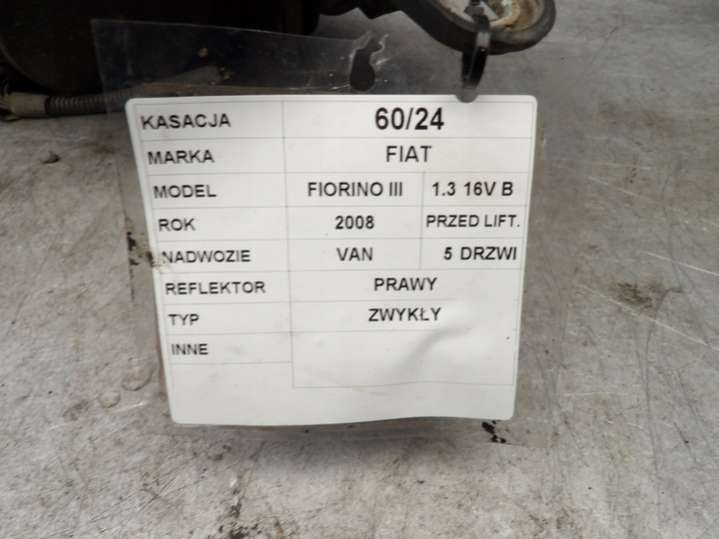 KASACJA 60/24
MARKA FIAT
MODEL FIORINO III 1.3 16V B
ROK 2008 PRZED LIFT.
NADWOZIE VAN 5 DRZWI
REFLEKTOR PRAWY
TYP ZWYKŁY
INNE